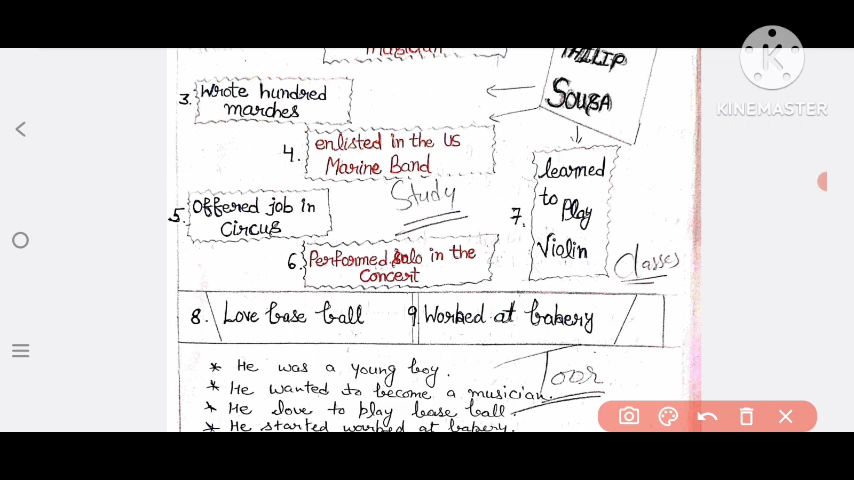 magician
PHILIP
SOUSA
3. Wrote hundred
marches
4. enlisted in the US
Marine Band
Study
5. Offered job in
Circus
6. Performed solo in the
Concert
7. learned
to Play
Violin
Classes
8. Love base ball
9. Worked at bakery
Toor
* He was a young boy.
* He wanted to become a musician.
* He love to play base ball.
* He started worked at bakery.
K
KINEMASTER